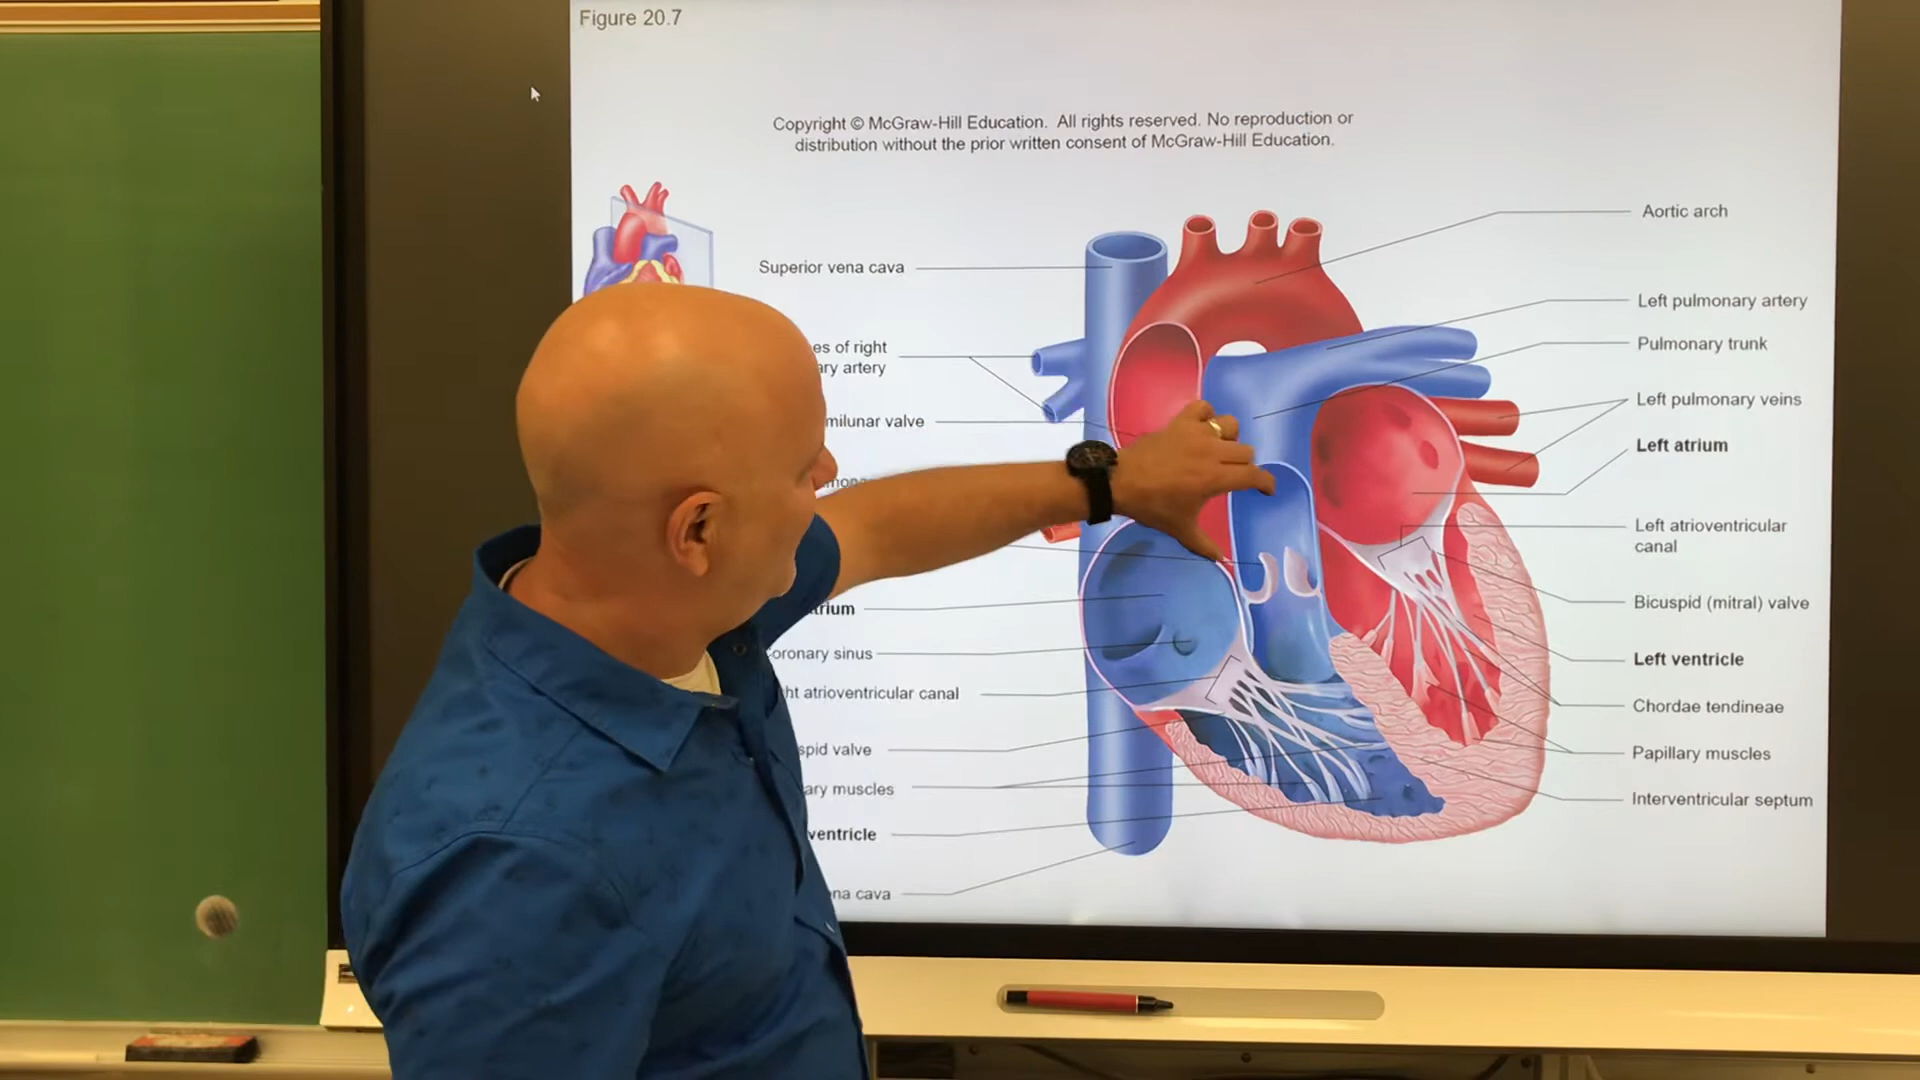 Figure 20.7
Copyright © McGraw-Hill Education. All rights reserved. No reproduction or
distribution without the prior written consent of McGraw-Hill Education.
Superior vena cava
es of right
ary artery
milunar valve
mona
trium
oronary sinus
ht atrioventricular canal
spid valve
ary muscles
ventricle
na cava
Aortic arch
Left pulmonary artery
Pulmonary trunk
Left pulmonary veins
Left atrium
Left atrioventricular
canal
Bicuspid (mitral) valve
Left ventricle
Chordae tendineae
Papillary muscles
Interventricular septum